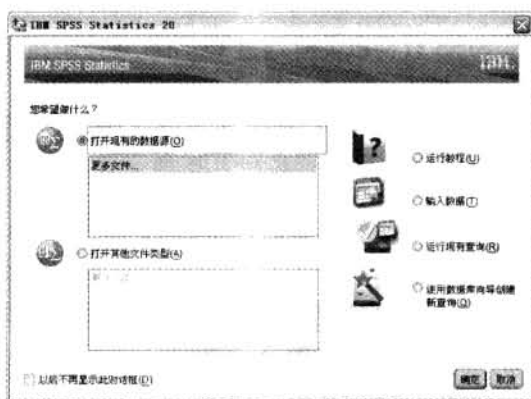 IBM SPSS Statistics 20
IBM SPSS Statistics
IBM.
您希望做什么?
打开现有的数据源(O)
更多文件...
打开其他文件类型(A)
运行教程(U)
输入数据(T)
运行现有查询(R)
使用数据库向导创建
新查询(Q)
以后不再显示此对话框(D)
确定
取消